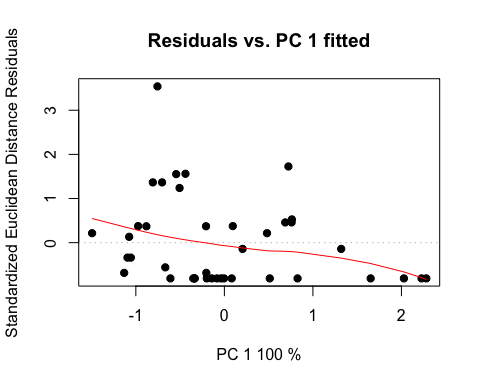 Residuals vs. PC 1 fitted
Standardized Euclidean Distance Residuals
3
2
1
0
-1
0
1
2
PC 1 100 %